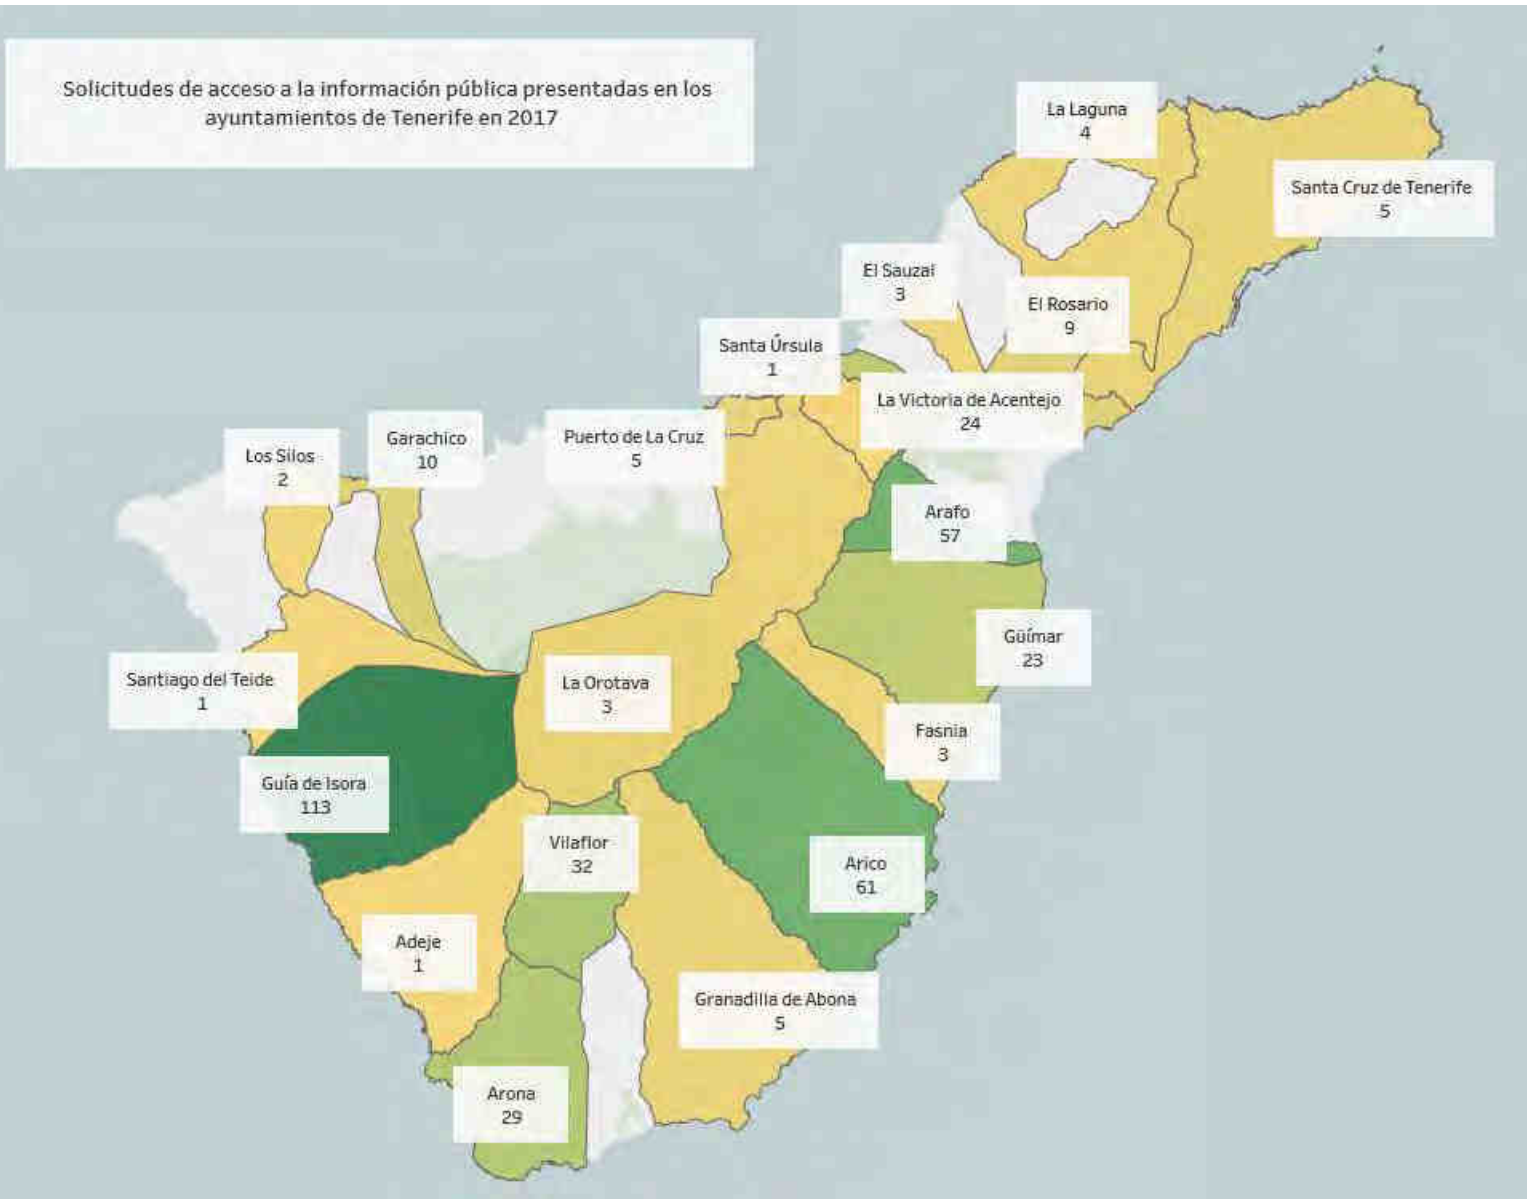 Solicitudes de acceso a la información pública presentadas en los
ayuntamientos de Tenerife en 2017
La Laguna
4
Santa Cruz de Tenerife
5
El Sauzal
3
El Rosario
9
Santa Úrsula
1
La Victoria de Acentejo
24
Garachico
10
Puerto de La Cruz
5
Los Silos
2
Arafo
57
Güímar
23
Santiago del Teide
1
La Orotava
3
Fasnia
3
Guía de Isora
113
Vilaflor
32
Arico
61
Adeje
1
Granadilla de Abona
5
Arona
29